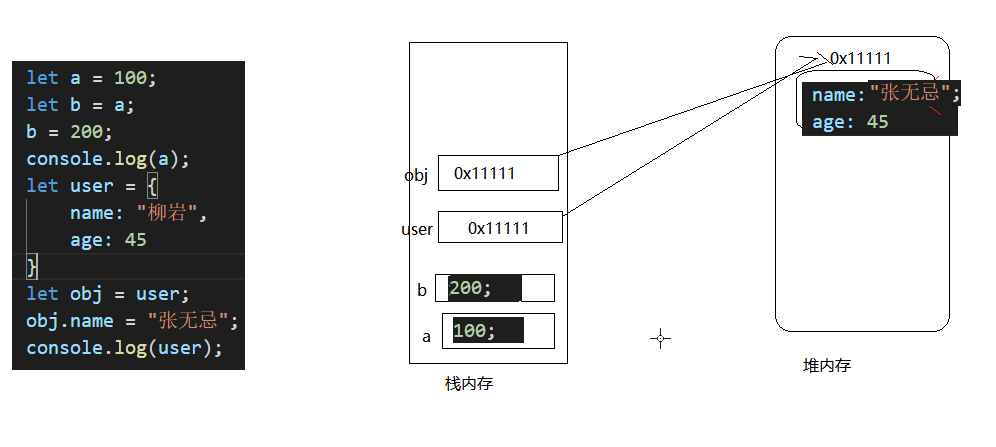 let a = 100;
let b = a;
b = 200;
console.log(a);
let user = {
name: "柳岩",
age: 45
}
let obj = user;
obj.name = "张无忌";
console.log(user);
obj
0x11111
user
0x11111
b
200;
a
100;
栈内存
0x11111
name: "张无忌";
age: 45
堆内存